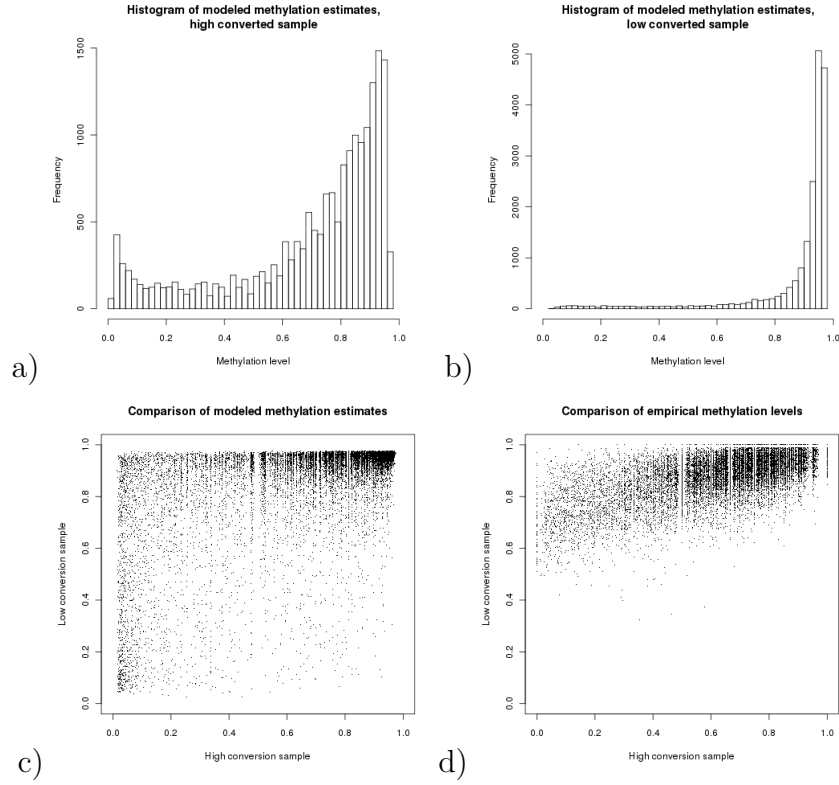 Histogram of modeled methylation estimates,
high converted sample
Frequency
1500
1000
500
0
0.0 0.2 0.4 0.6 0.8 1.0
Methylation level
a)
Histogram of modeled methylation estimates,
low converted sample
Frequency
5000
4000
3000
2000
1000
0
0.0 0.2 0.4 0.6 0.8 1.0
Methylation level
b)
Comparison of modeled methylation estimates
Low conversion sample
1.0
0.8
0.6
0.4
0.2
0.0
0.0 0.2 0.4 0.6 0.8 1.0
High conversion sample
c)
Comparison of empirical methylation levels
Low conversion sample
1.0
0.8
0.6
0.4
0.2
0.0
0.0 0.2 0.4 0.6 0.8 1.0
High conversion sample
d)